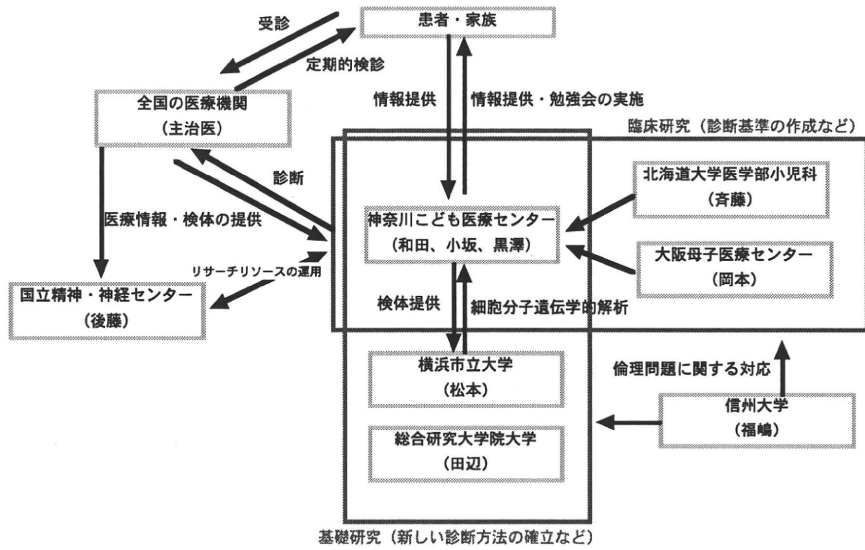 受診
患者・家族
定期的検診
全国の医療機関
(主治医)
情報提供
情報提供・勉強会の実施
臨床研究(診断基準の作成など)
診断
北海道大学医学部小児科
(斉藤)
医療情報・検体の提供
神奈川こども医療センター
(和田、小坂、黒澤)
大阪母子医療センター
(岡本)
リサーチリソースの運用
国立精神・神経センター
(後藤)
検体提供
細胞分子遺伝学的解析
横浜市立大学
(松本)
倫理問題に関する対応
信州大学
(福嶋)
総合研究大学院大学
(田辺)
基礎研究(新しい診断方法の確立など)